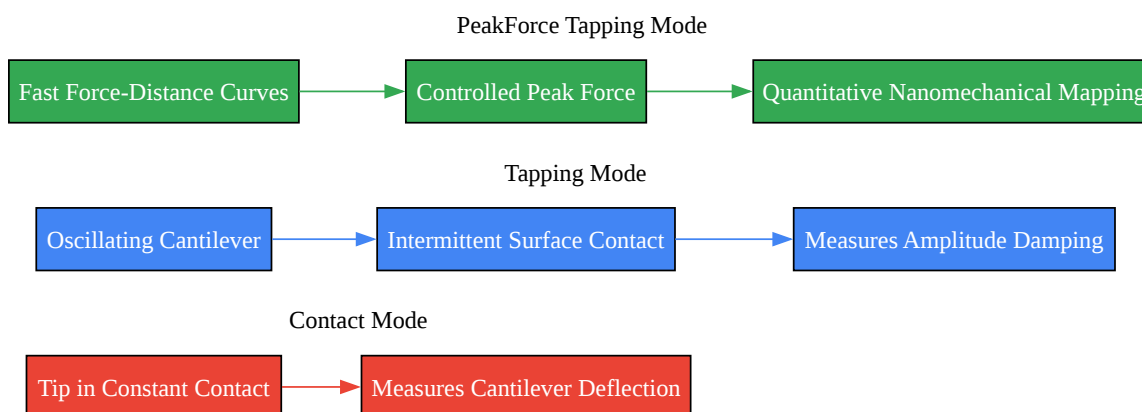 PeakForce Tapping Mode
Fast Force-Distance Curves
Controlled Peak Force
Quantitative Nanomechanical Mapping
Tapping Mode
Oscillating Cantilever
Intermittent Surface Contact
Measures Amplitude Damping
Contact Mode
Tip in Constant Contact
Measures Cantilever Deflection